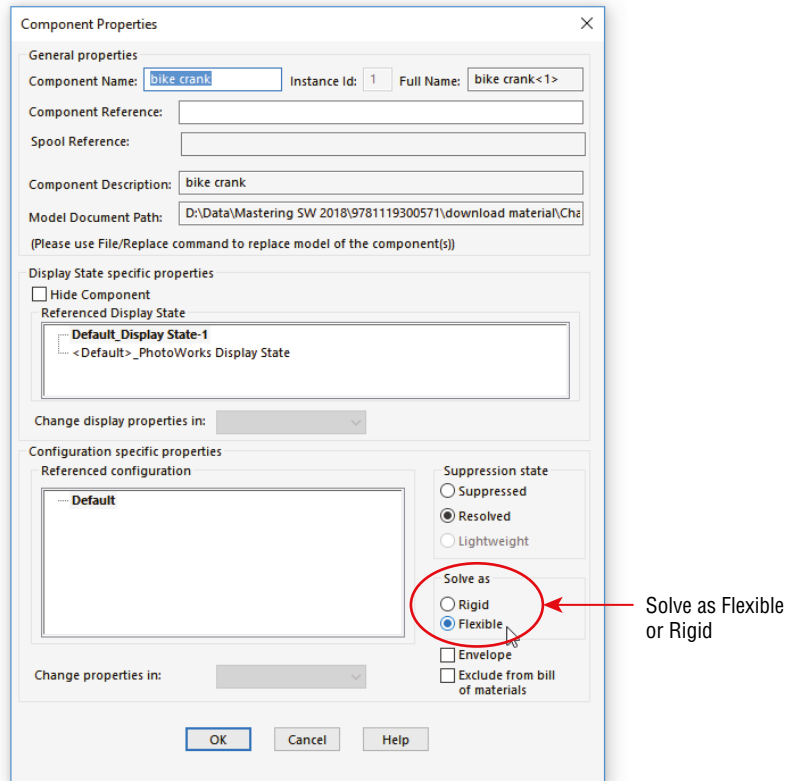 Component Properties
General properties
Component Name: bike crank Instance Id: 1 Full Name: bike crank<1>
Component Reference:
Spool Reference:
Component Description: bike crank
Model Document Path: D:\Data\Mastering SW 2018\9781119300571\download material\Cha
(Please use File/Replace command to replace model of the component(s))
Display State specific properties
Hide Component
Referenced Display State
Default_Display State-1
<Default>_PhotoWorks Display State
Change display properties in:
Configuration specific properties
Referenced configuration
Default
Suppression state
Suppressed
Resolved
Lightweight
Solve as
Rigid
Flexible
Solve as Flexible
or Rigid
Envelope
Exclude from bill
of materials
Change properties in:
OK Cancel Help